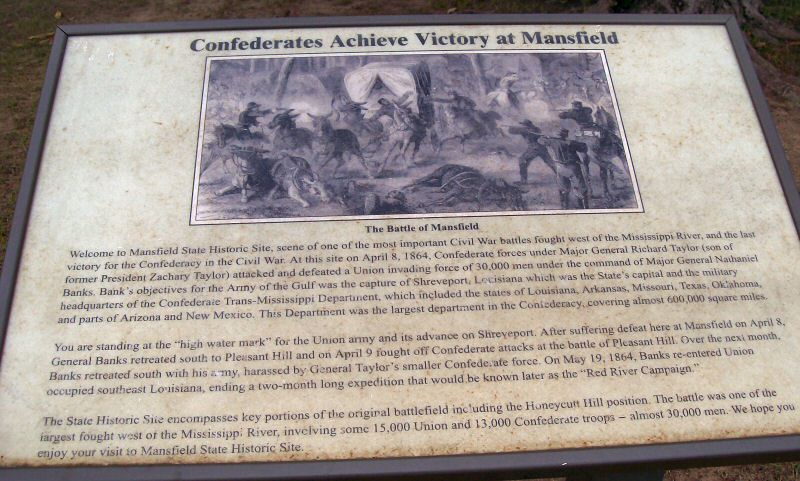 Confederates Achieve Victory at Mansfield
The Battle of Mansfield
Welcome to Mansfield State Historic Site, scene of one of the most important Civil War battles fought west of the Mississippi River, and the last
victory for the Confederacy in the Civil War. At this site on April 8, 1864, Confederate forces under Major General Richard Taylor (son of
former President Zachary Taylor) attacked and defeated a Union invading force of 30,000 men under the command of Major General Nathaniel
Banks. Bank's objectives for the Army of the Gulf was the capture of Shreveport, Louisiana which was the State's capital and the military
headquarters of the Confederate Trans-Mississippi Department, which included the states of Louisiana, Arkansas, Missouri, Texas, Oklahoma,
and parts of Arizona and New Mexico. This Department was the largest department in the Confederacy, covering almost 600,000 square miles.
You are standing at the "high water mark" for the Union army and its advance on Shreveport. After suffering defeat here at Mansfield on April 8,
General Banks retreated south to Pleasant Hill and on April 9 fought off Confederate attacks at the battle of Pleasant Hill. Over the next month,
Banks retreated south with his army, harassed by General Taylor's smaller Confederate force. On May 19, 1864, Banks re-entered Union
occupied southeast Louisiana, ending a two-month long expedition that would be known later as the "Red River Campaign."
The State Historic Site encompasses key portions of the original battlefield including the Honeycutt Hill position. The battle was one of the
largest fought west of the Mississippi River, involving some 15,000 Union and 13,000 Confederate troops – almost 30,000 men. We hope you
enjoy your visit to Mansfield State Historic Site.